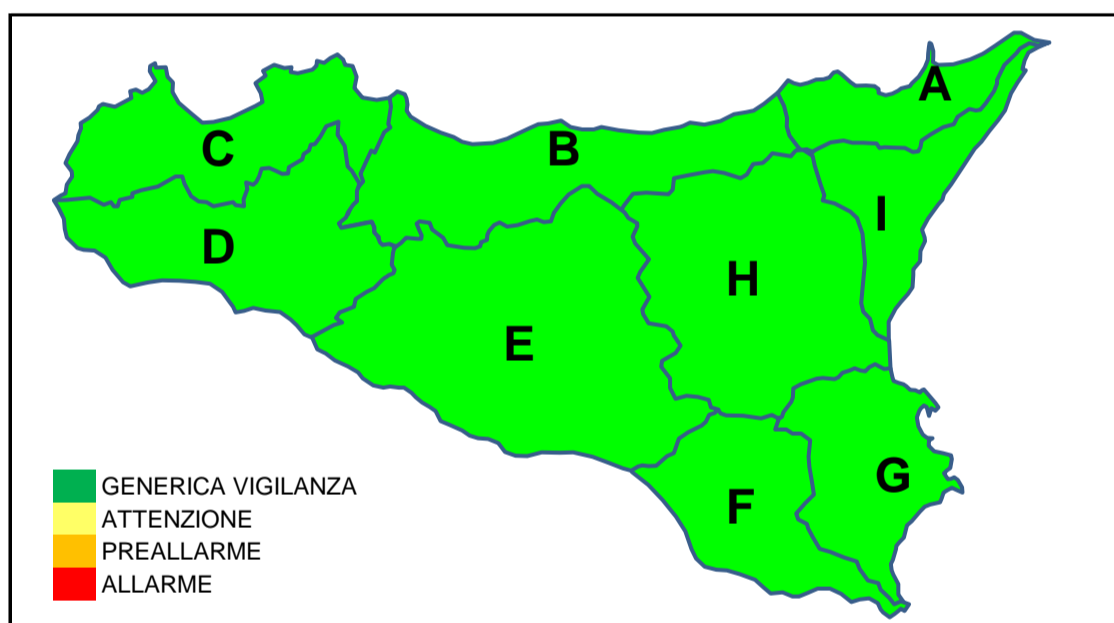 A
C
B
I
D
H
E
G
F
GENERICA VIGILANZA
ATTENZIONE
PREALLARME
ALLARME